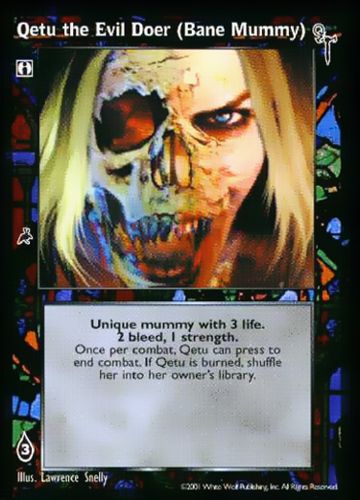 Qetu the Evil Doer (Bane Mummy)
Unique mummy with 3 life.
2 bleed, 1 strength.
Once per combat, Qetu can press to
end combat. If Qetu is burned, shuffle
her into her owner's library.
3
Illus. Lawrence Snelly
©2001 White Wolf Publishing, Inc. All Rights Reserved.